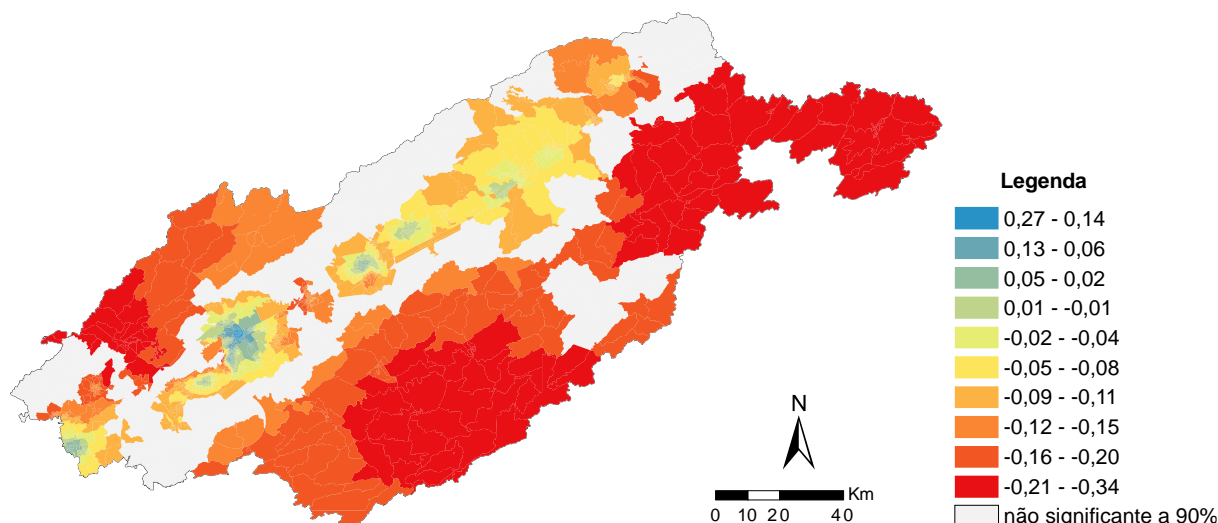 Legenda
0,27 - 0,14
0,13 - 0,06
0,05 - 0,02
0,01 - -0,01
-0,02 - -0,04
-0,05 - -0,08
-0,09 - -0,11
-0,12 - -0,15
-0,16 - -0,20
-0,21 - -0,34
não significante a 90%
N
Km
0 10 20 40